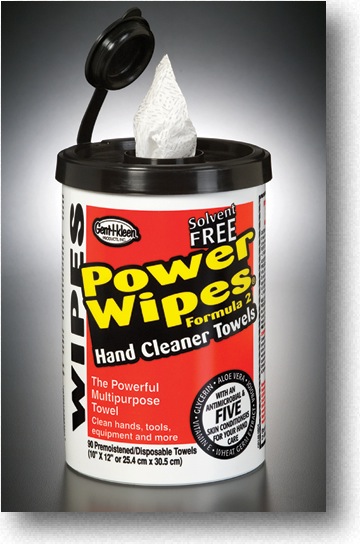 Gent-l-kleen
PRODUCTS, INC.
Solvent
FREE
WIPES
Power
Wipes
Formula 2
Hand Cleaner Towels
The Powerful
Multipurpose
Towel
Clean hands, tools,
equipment and more
90 Premoistened/Disposable Towels
(10" X 12" or 25.4 cm x 30.5 cm)
VITAMIN E • GLYCERIN • ALOE VERA •
WHEAT GERM EXTRACT
WITH AN
ANTIMICROBIAL &
FIVE
SKIN CONDITIONERS
FOR YOUR HAND
CARE